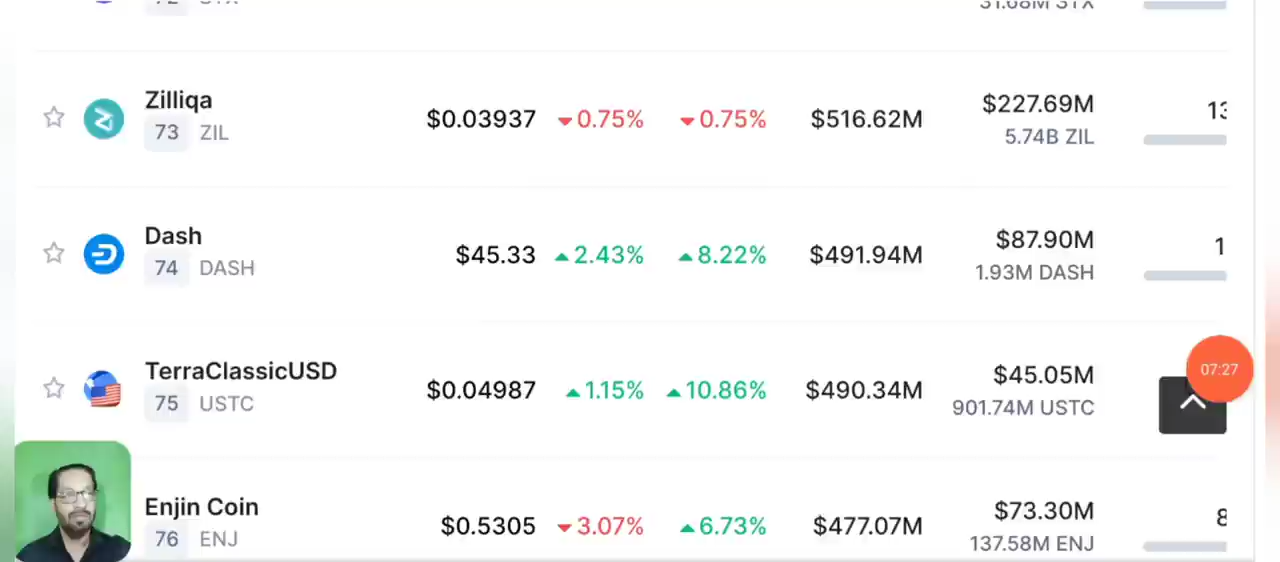 Zilliqa
73 ZIL
$0.03937 0.75% 0.75% $516.62M
$227.69M
5.74B ZIL
Dash
74 DASH
$45.33 2.43% 8.22% $491.94M
$87.90M
1.93M DASH
TerraClassicUSD
75 USTC
$0.04987 1.15% 10.86% $490.34M
$45.05M
901.74M USTC
07:27
Enjin Coin
76 ENJ
$0.5305 3.07% 6.73% $477.07M
$73.30M
137.58M ENJ